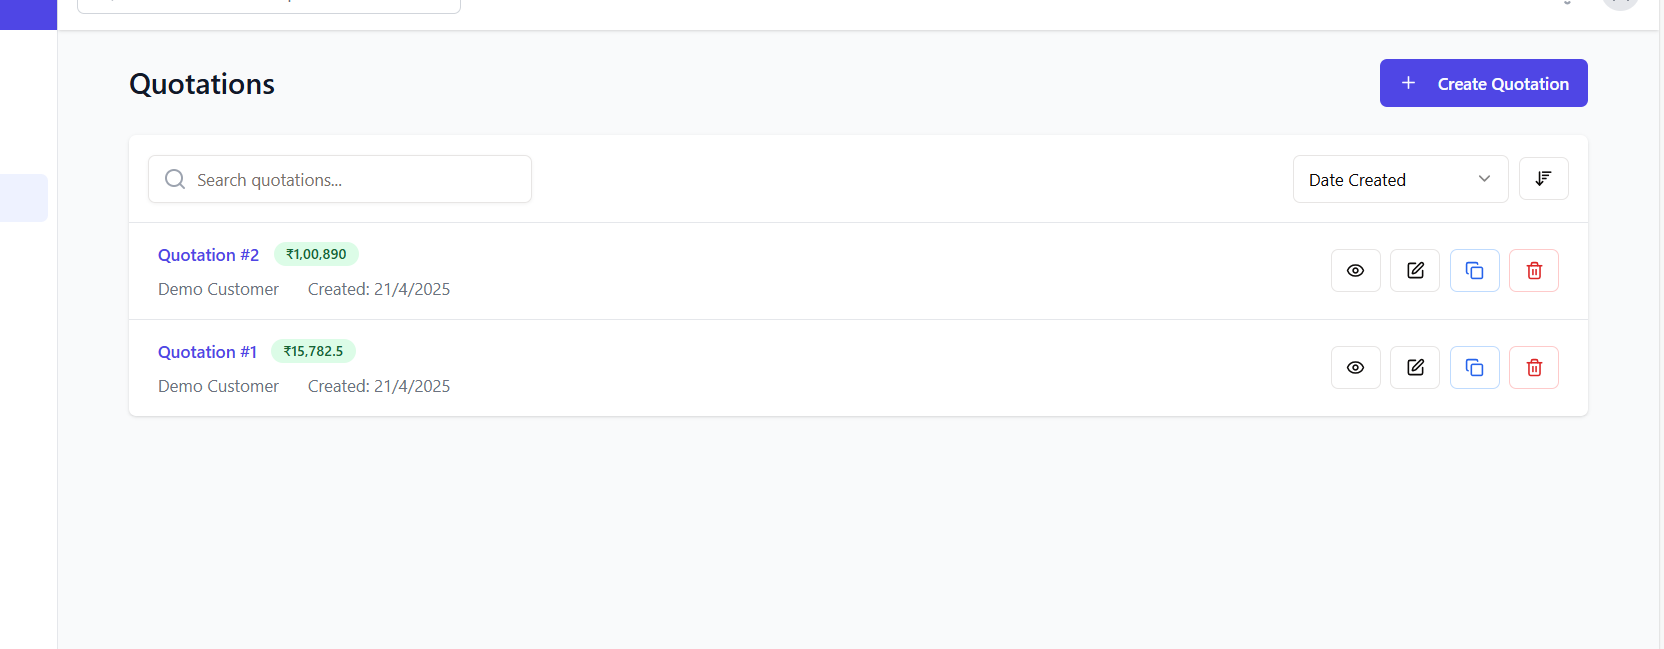 Quotations
Create Quotation
Search quotations...
Date Created
Quotation #2 ₹1,00,890
Demo Customer Created: 21/4/2025
Quotation #1 ₹15,782.5
Demo Customer Created: 21/4/2025